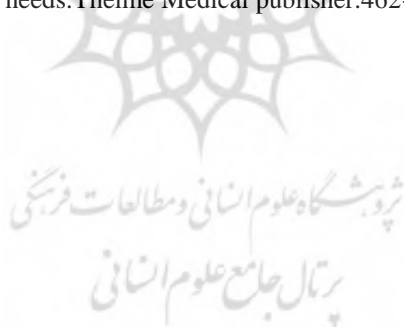 needs.Thieme Medical publisher.462-
پژوهشگاه علوم انسانی و مطالعات فرهنگی
پرتال جامع علوم انسانی